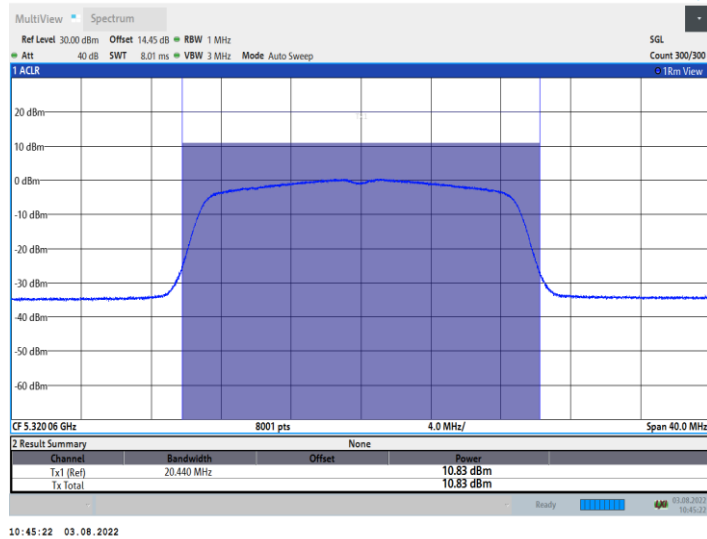 MultiView Spectrum
Ref Level 30.00 dBm Offset 14.45 dB RBW 1 MHz SGL
Att 40 dB SWT 8.01 ms VBW 3 MHz Mode Auto Sweep Count 300/300
1 ACLR 1Rm View
20 dBm
10 dBm
0 dBm
-10 dBm
-20 dBm
-30 dBm
-40 dBm
-50 dBm
-60 dBm
CF 5.320 06 GHz 8001 pts 4.0 MHz/ Span 40.0 MHz
2 Result Summary None
Channel Bandwidth Offset Power
Tx1 (Ref) 20.440 MHz 10.83 dBm
Tx Total 10.83 dBm
Ready 03.08.2022
10:45:22
10:45:22 03.08.2022